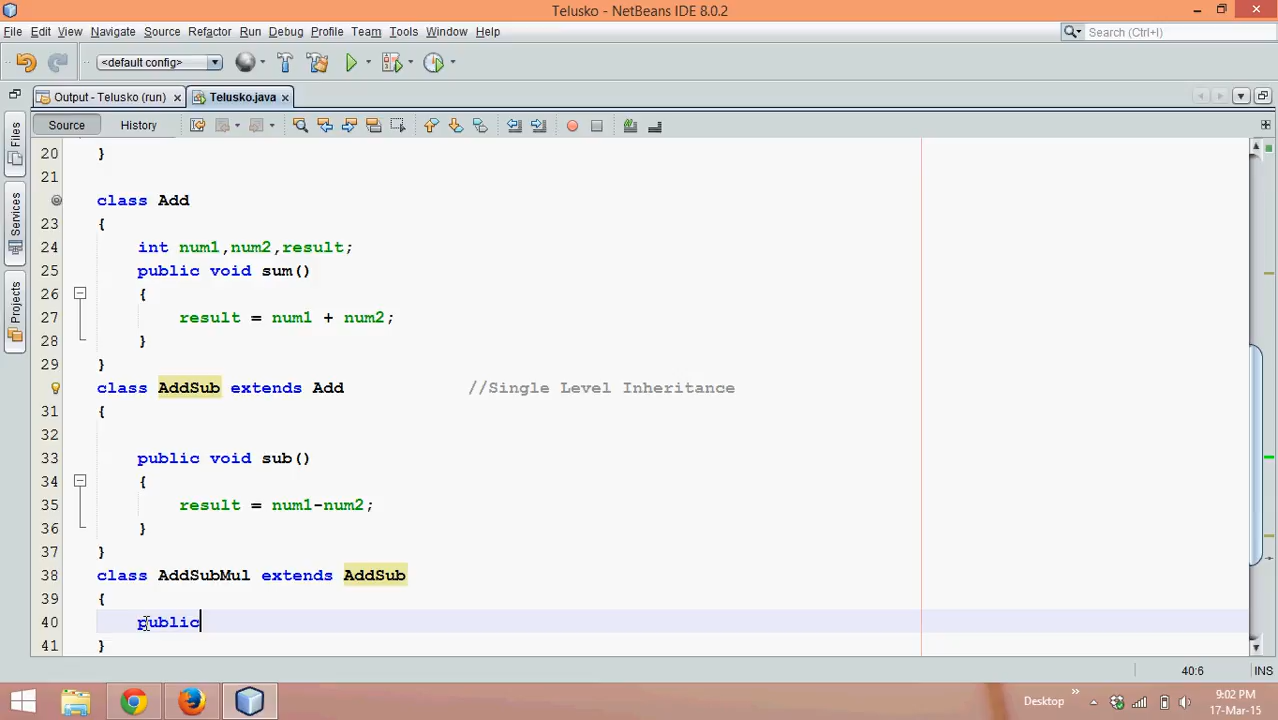 Telusko - NetBeans IDE 8.0.2
File Edit View Navigate Source Refactor Run Debug Profile Team Tools Window Help
Search (Ctrl+I)
<default config>
Output - Telusko (run) Telusko.java
Source History
Files
Services
Projects
20 }
21
class Add
23 {
24 int num1,num2,result;
25 public void sum()
26 {
27 result = num1 + num2;
28 }
29 }
class AddSub extends Add //Single Level Inheritance
31 {
32
33 public void sub()
34 {
35 result = num1-num2;
36 }
37 }
38 class AddSubMul extends AddSub
39 {
40 public
41 }
40:6 INS
Desktop
9:02 PM
17-Mar-15